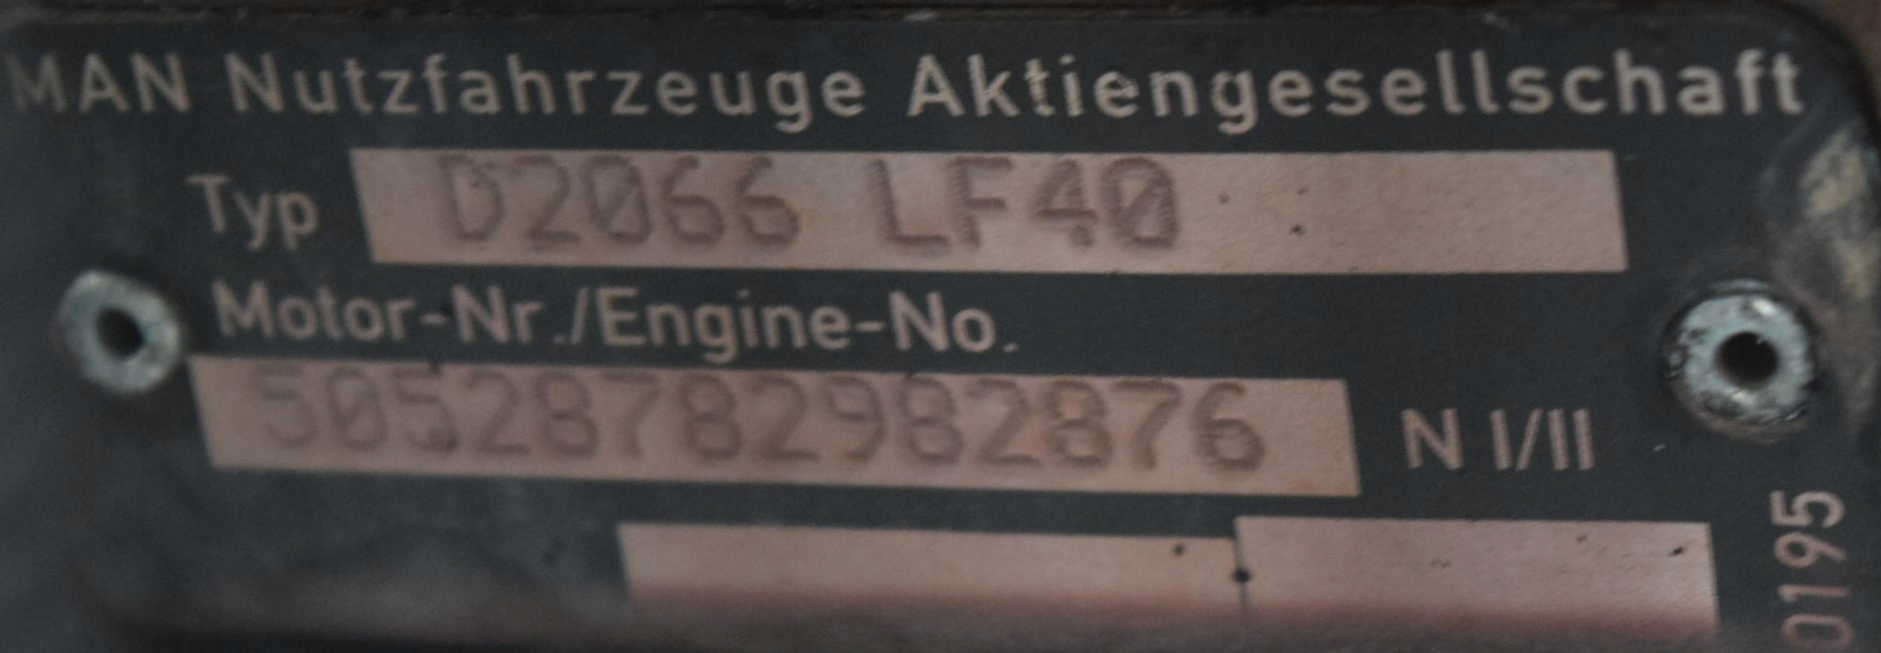 MAN Nutzfahrzeuge Aktiengesellschaft
Typ D2066 LF40
Motor-Nr./Engine-No.
50528782982876 N I/II
0195